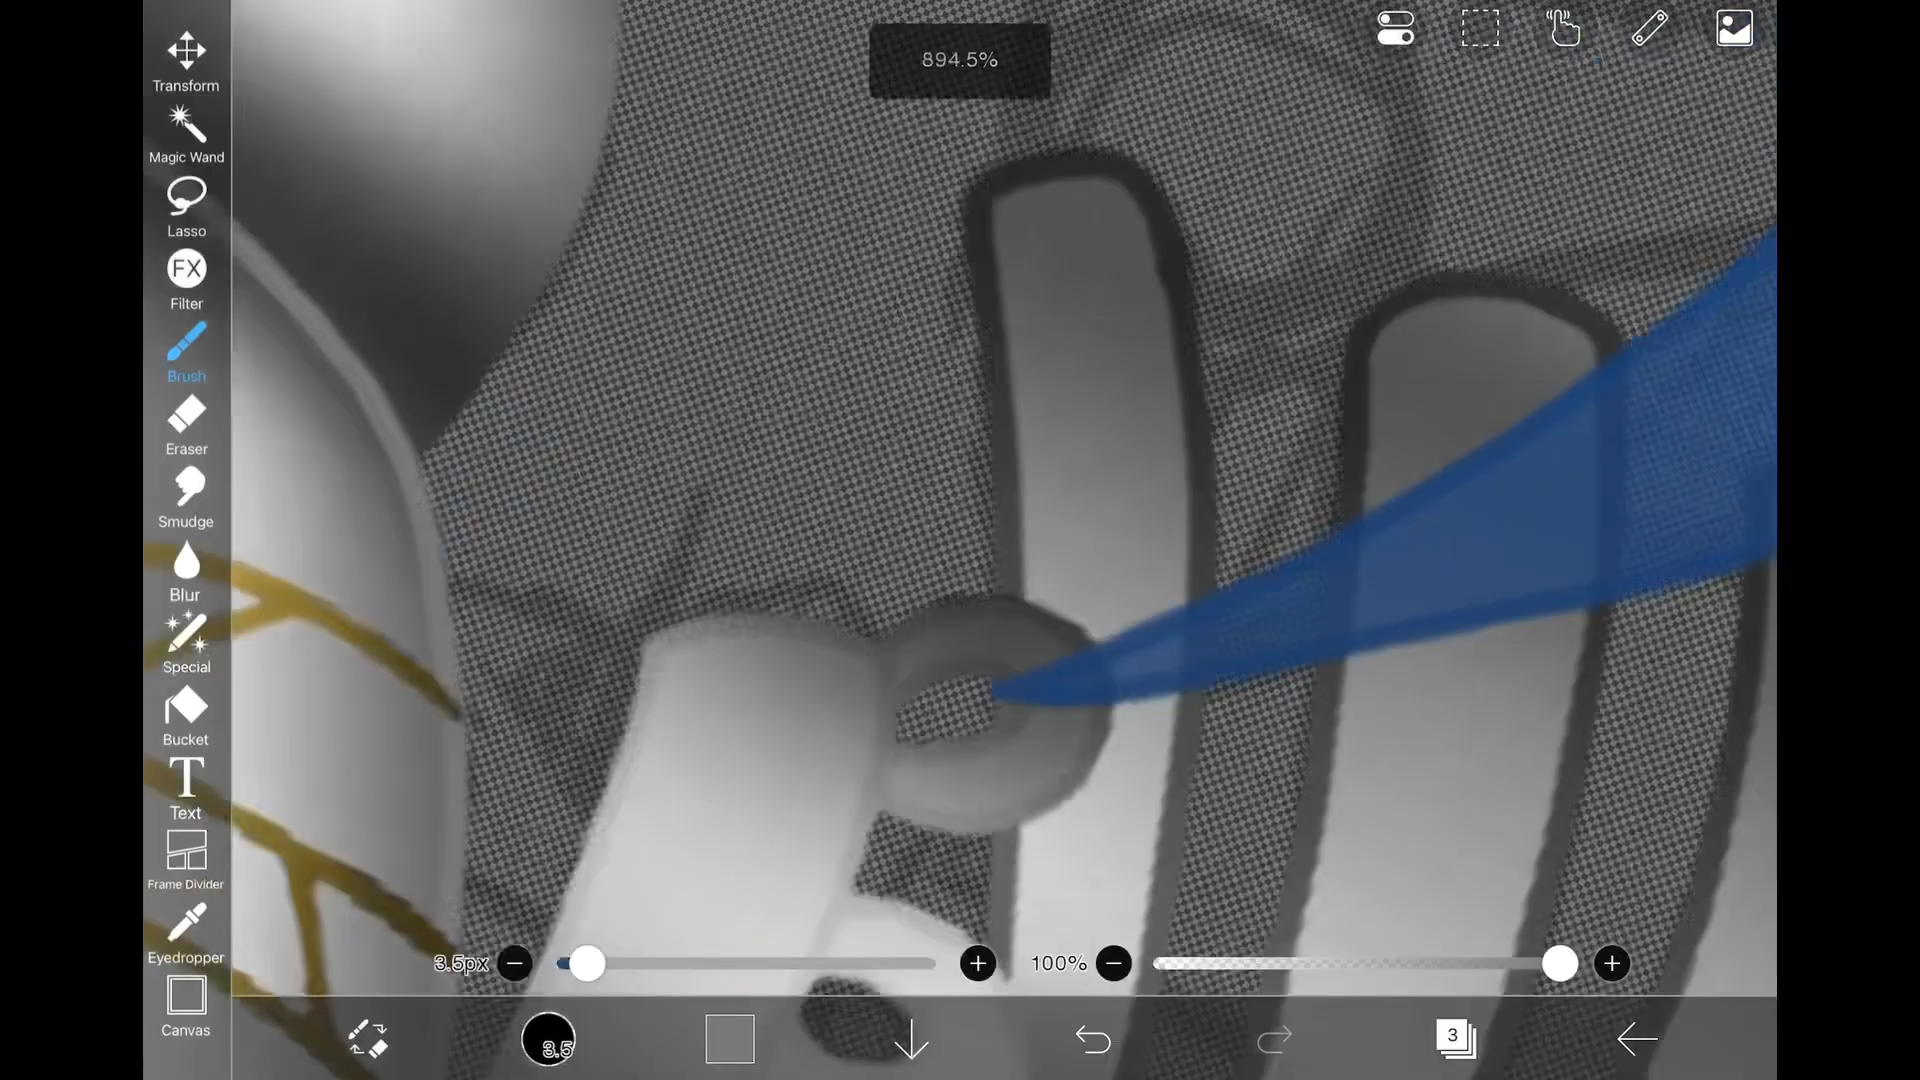 894.5%
Transform
Magic Wand
Lasso
FX
Filter
Brush
Eraser
Smudge
Blur
Special
Bucket
T
Text
Frame Divider
Eyedropper
Canvas
3.5px
100%
3.5
3